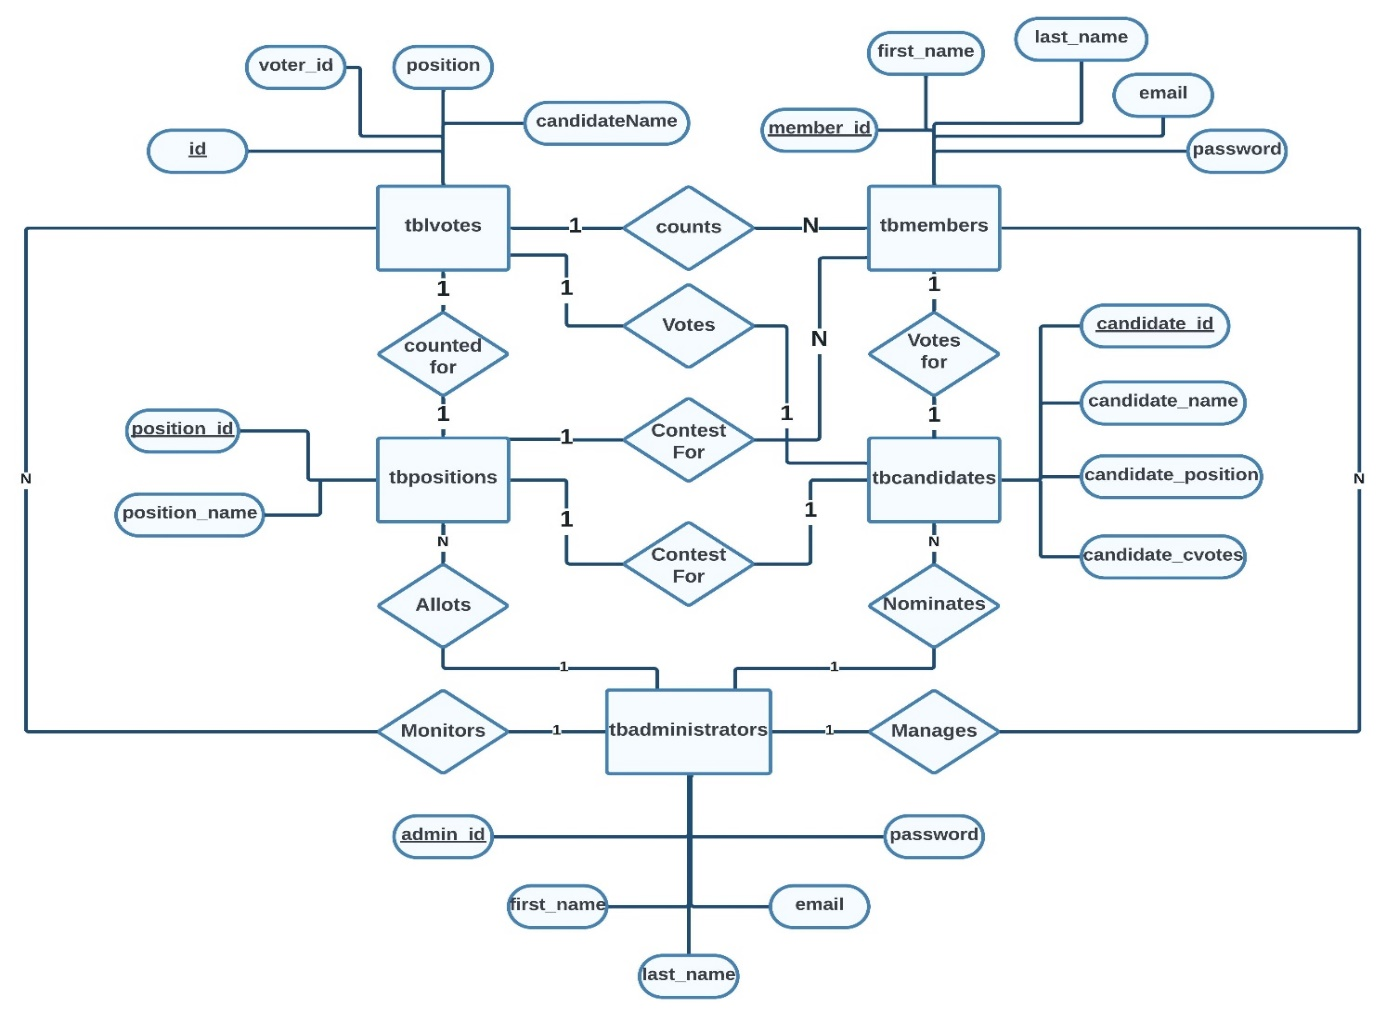 last_name
first_name
voter_id
position
email
candidateName
member_id
id
password
tblvotes
1
counts
N
tbmembers
1
1
1
Votes
N
Votes
for
candidate_id
counted
for
1
1
1
candidate_name
position_id
1
Contest
For
tbpositions
tbcandidates
candidate_position
N
N
position_name
1
1
N
N
Contest
For
candidate_cvotes
Allots
Nominates
1
1
Monitors
1
tbadministrators
1
Manages
admin_id
password
first_name
email
last_name